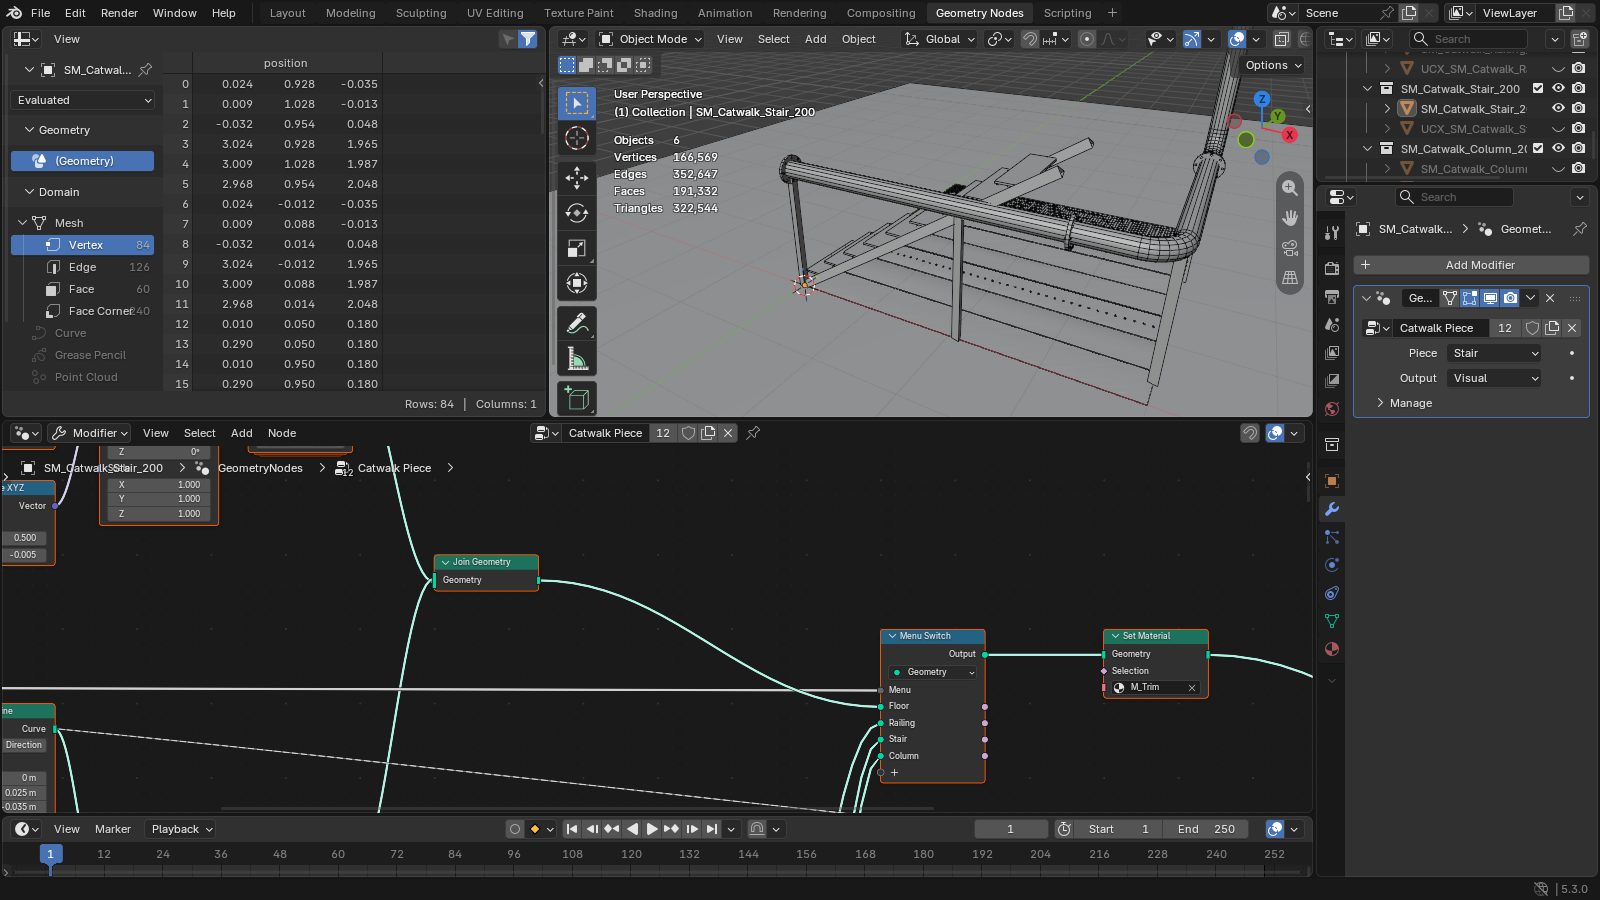 File Edit Render Window Help Layout Modeling Sculpting UV Editing Texture Paint Shading Animation Rendering Compositing Geometry Nodes Scripting Scene ViewLayer
View
SM_Catwal...
Evaluated
Geometry
(Geometry)
Domain
Mesh
Vertex 84
Edge 126
Face 60
Face Corner 240
Curve
Grease Pencil
Point Cloud
position
0 0.024 0.928 -0.035
1 0.009 1.028 -0.013
2 -0.032 0.954 0.048
3 3.024 0.928 1.965
4 3.009 1.028 1.987
5 2.968 0.954 2.048
6 0.024 -0.012 -0.035
7 0.009 0.088 -0.013
8 -0.032 0.014 0.048
9 3.024 -0.012 1.965
10 3.009 0.088 1.987
11 2.968 0.014 2.048
12 0.010 0.050 0.180
13 0.290 0.050 0.180
14 0.010 0.950 0.180
15 0.290 0.950 0.180
Rows: 84 | Columns: 1
Object Mode View Select Add Object Global
Options
User Perspective
(1) Collection | SM_Catwalk_Stair_200
Objects 6
Vertices 166,569
Edges 352,647
Faces 191,332
Triangles 322,544
Z
Y
X
Search
UCX_SM_Catwalk_R
SM_Catwalk_Stair_200
SM_Catwalk_Stair_2
UCX_SM_Catwalk_S
SM_Catwalk_Column_20
SM_Catwalk_Colum
Search
SM_Catwalk... Geomet...
Add Modifier
Ge...
Catwalk Piece 12
Piece Stair
Output Visual
Manage
Modifier View Select Add Node Catwalk Piece 12
SM_Catwalk_Stair_200 GeometryNodes Catwalk Piece
Z 0°
X 1.000
Y 1.000
Z 1.000
e XYZ
Vector
0.500
-0.005
Join Geometry
Geometry
Menu Switch
Output
Geometry
Menu
Floor
Railing
Stair
Column
Set Material
Geometry
Selection
M_Trim
ine
Curve
Direction
0 m
0.025 m
-0.035 m
View Marker Playback 1 Start 1 End 250
1 12 24 36 48 60 72 84 96 108 120 132 144 156 168 180 192 204 216 228 240 252
5.3.0